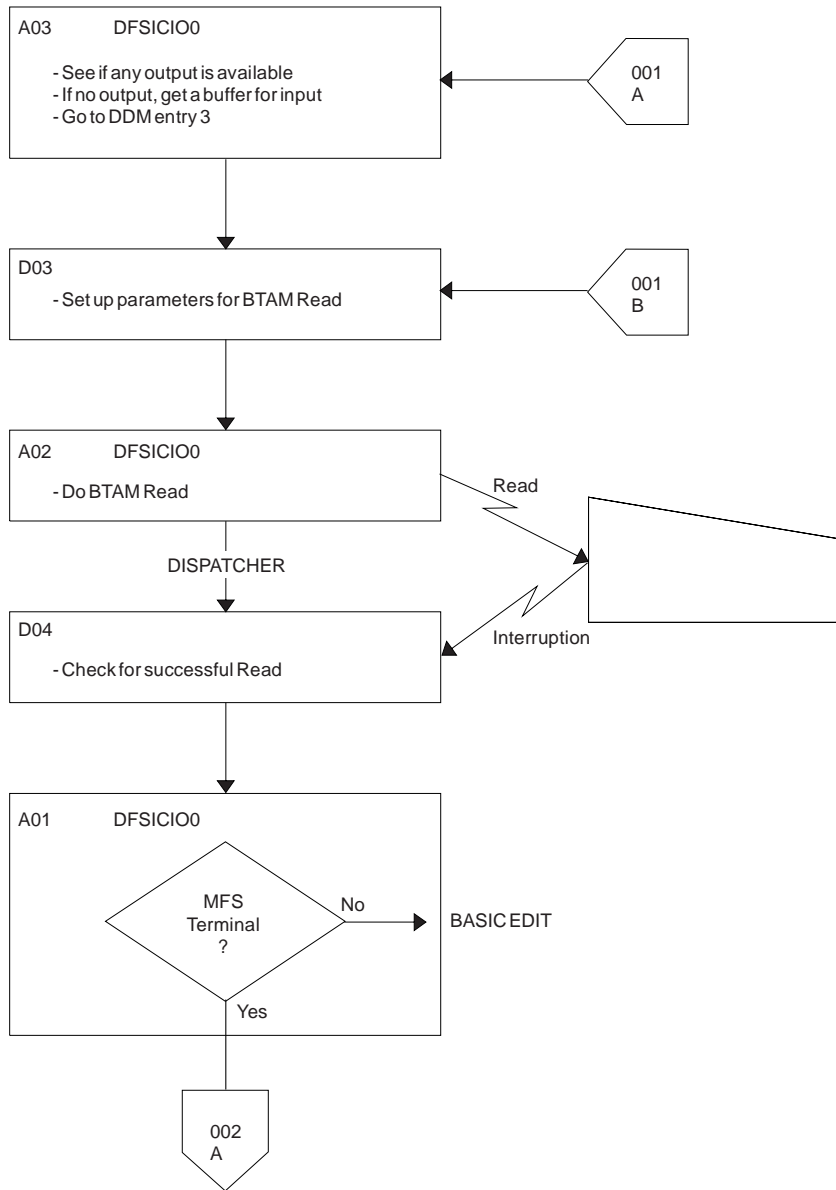 A03 DFSICIO0
- See if any output is available
- If no output, get a buffer for input
- Go to DDM entry 3
001
A
D03
- Set up parameters for BTAM Read
001
B
A02 DFSICIO0
- Do BTAM Read
Read
DISPATCHER
D04
- Check for successful Read
Interruption
A01 DFSICIO0
MFS
Terminal
?
No
BASIC EDIT
Yes
002
A